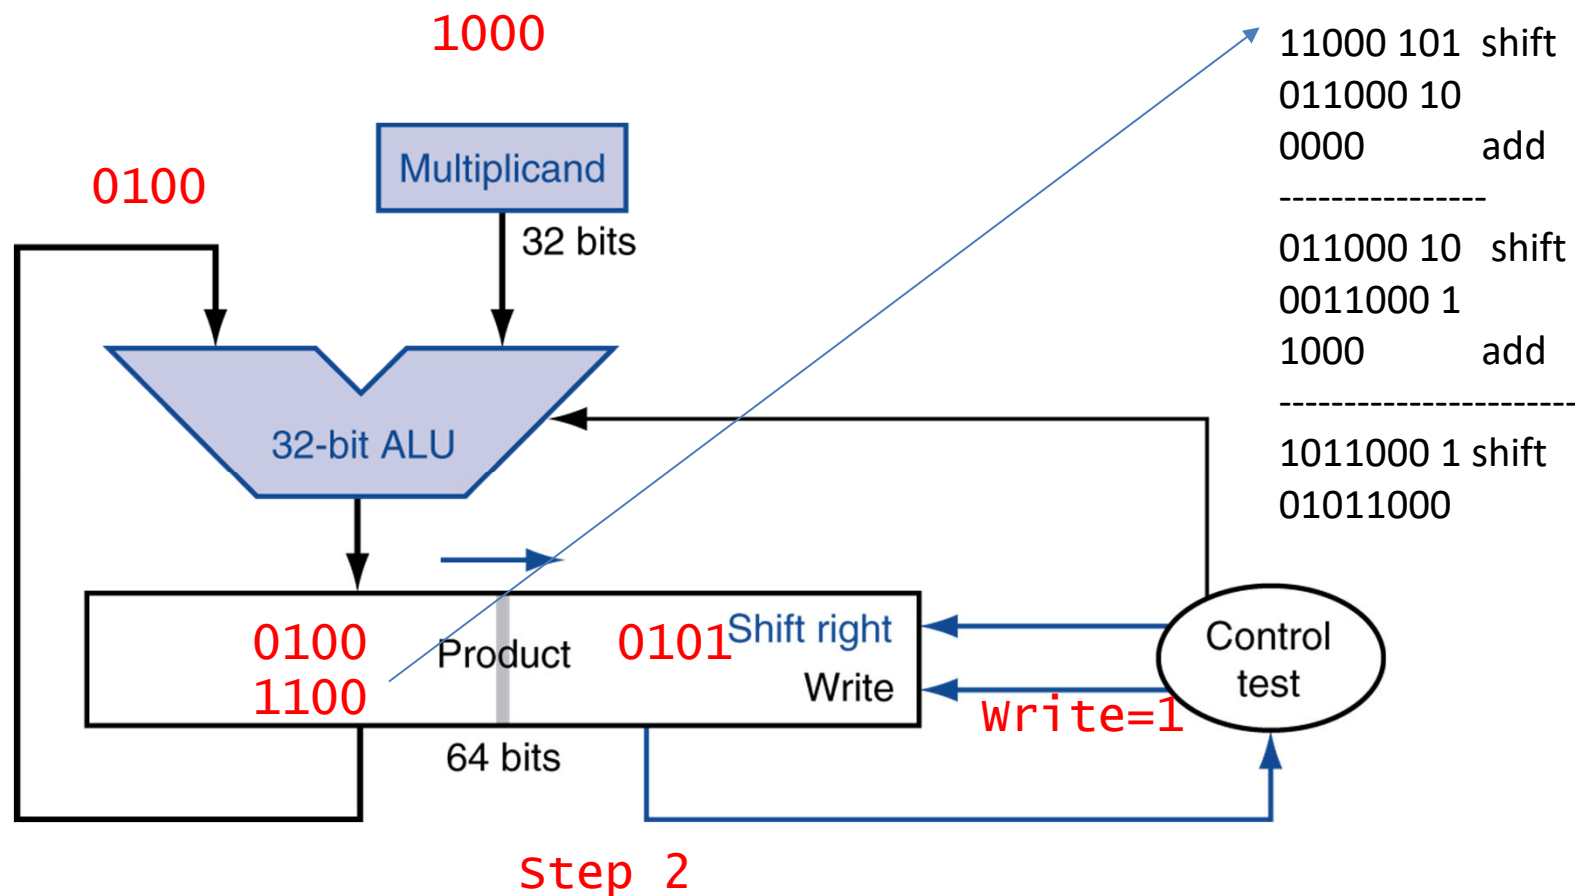 1000
Multiplicand
0100
32 bits
32-bit ALU
0100
1100
Product
0101
Shift right
Write
64 bits
Control
test
Write=1
Step 2
11000 101 shift
011000 10
0000 add
----------------
011000 10 shift
0011000 1
1000 add
-----------------------
1011000 1 shift
01011000